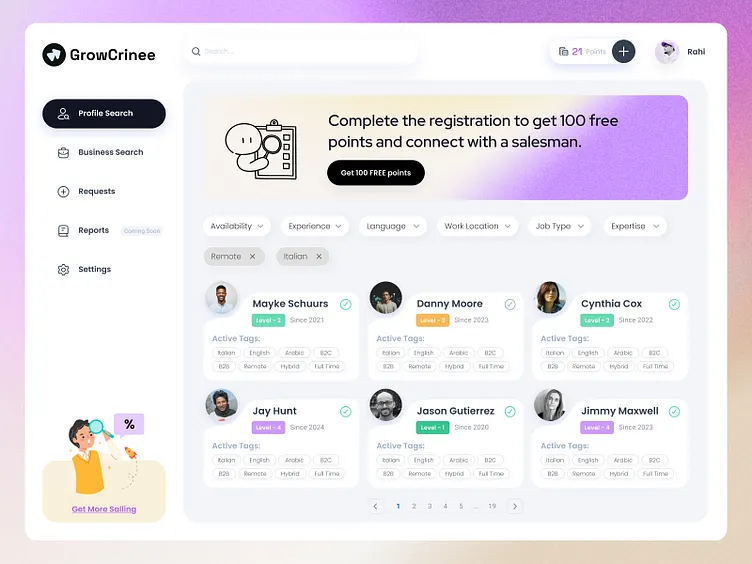 GrowCrinee
Search...
21 Points
Rahi
Profile Search
Business Search
Requests
Reports
Coming Soon
Settings
%
Get More Salling
Complete the registration to get 100 free
points and connect with a salesman.
Get 100 FREE points
Availability Experience Language Work Location Job Type Expertise
Remote Italian
Mayke Schuurs
Level - 2 Since 2021
Active Tags:
Italian English Arabic B2C
B2B Remote Hybrid Full Time
Danny Moore
Since 2023
Active Tags:
Italian English Arabic B2C
B2B Remote Hybrid Full Time
Cynthia Cox
Level - 2 Since 2022
Active Tags:
Italian English Arabic B2C
B2B Remote Hybrid Full Time
Jay Hunt
Level - 4 Since 2024
Active Tags:
Italian English Arabic B2C
B2B Remote Hybrid Full Time
Jason Gutierrez
Level - 1 Since 2020
Active Tags:
Italian English Arabic B2C
B2B Remote Hybrid Full Time
Jimmy Maxwell
Level - 4 Since 2023
Active Tags:
Italian English Arabic B2C
B2B Remote Hybrid Full Time
1 2 3 4 5 ... 19